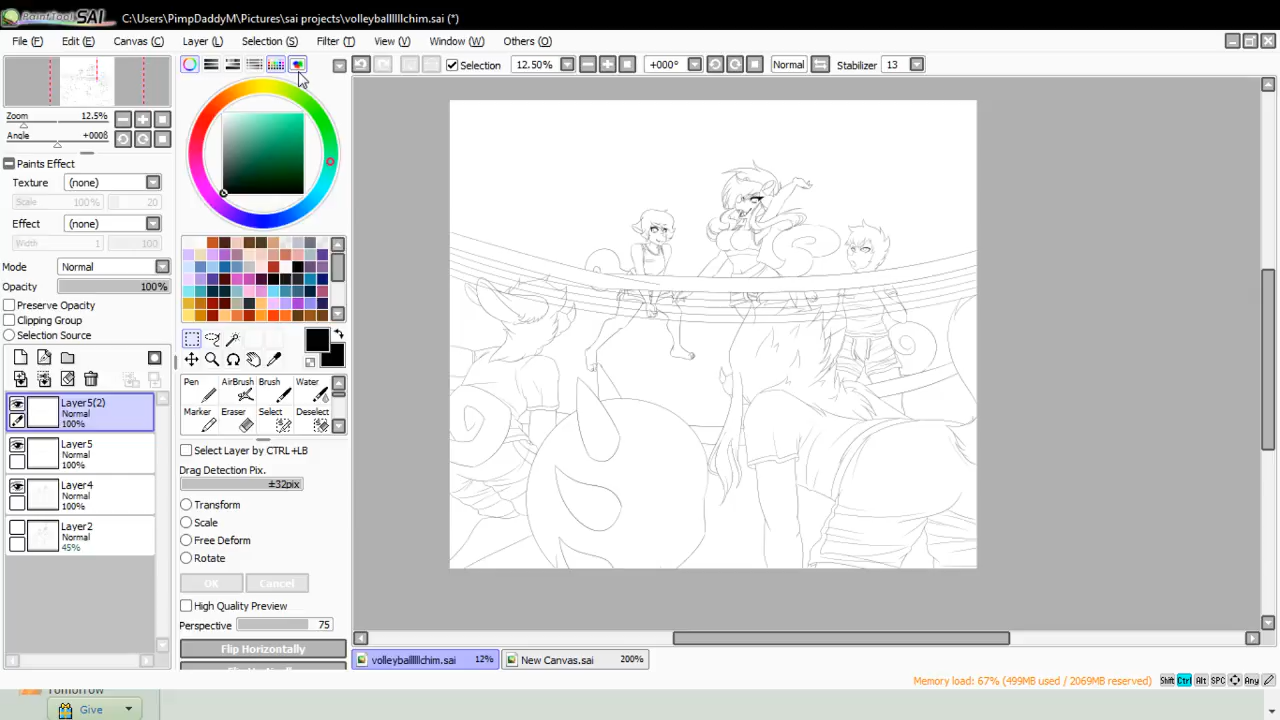 PaintTool SAI C:\Users\PimpDaddyM\Pictures\sai projects\volleyballlllchim.sai (*)
File (F) Edit (E) Canvas (C) Layer (L) Selection (S) Filter (T) View (V) Window (W) Others (O)
Selection 12.50% +000° Normal Stabilizer 13
Zoom 12.5%
Angle +000ß
Paints Effect
Texture (none)
Scale 100% 20
Effect (none)
Width 1 100
Mode Normal
Opacity 100%
Preserve Opacity
Clipping Group
Selection Source
Layer5(2)
Normal
100%
Layer5
Normal
100%
Layer4
Normal
100%
Layer2
Normal
45%
Pen AirBrush Brush Water
Marker Eraser Select Deselect
Select Layer by CTRL+LB
Drag Detection Pix.
±32pix
Transform
Scale
Free Deform
Rotate
OK Cancel
High Quality Preview
Perspective 75
Flip Horizontally
volleyballlllchim.sai 12% New Canvas.sai 200%
Memory load: 67% (499MB used / 2069MB reserved) Shift Ctrl Alt SPC Any
Tomorrow
Give